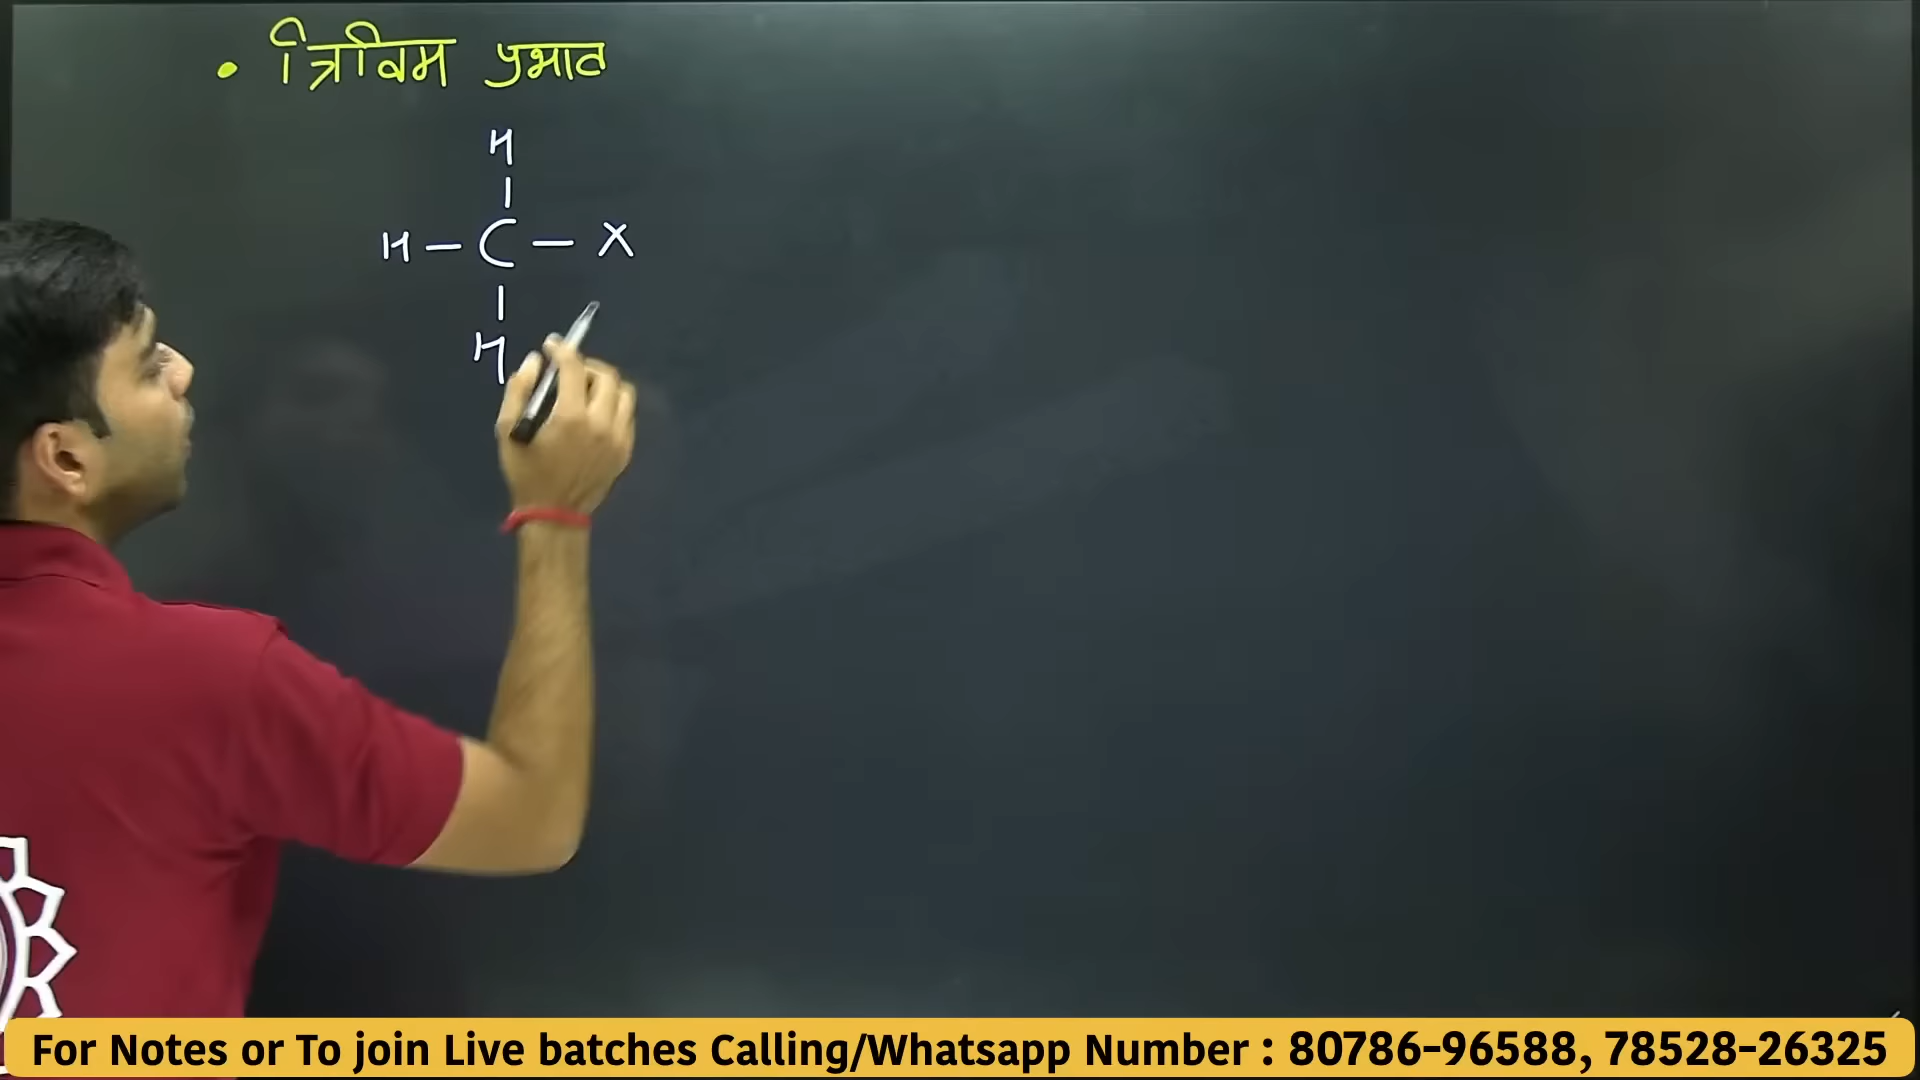 • त्रिविम प्रभाव
H
H – C – X
H
For Notes or To join Live batches Calling/Whatsapp Number : 80786-96588, 78528-26325